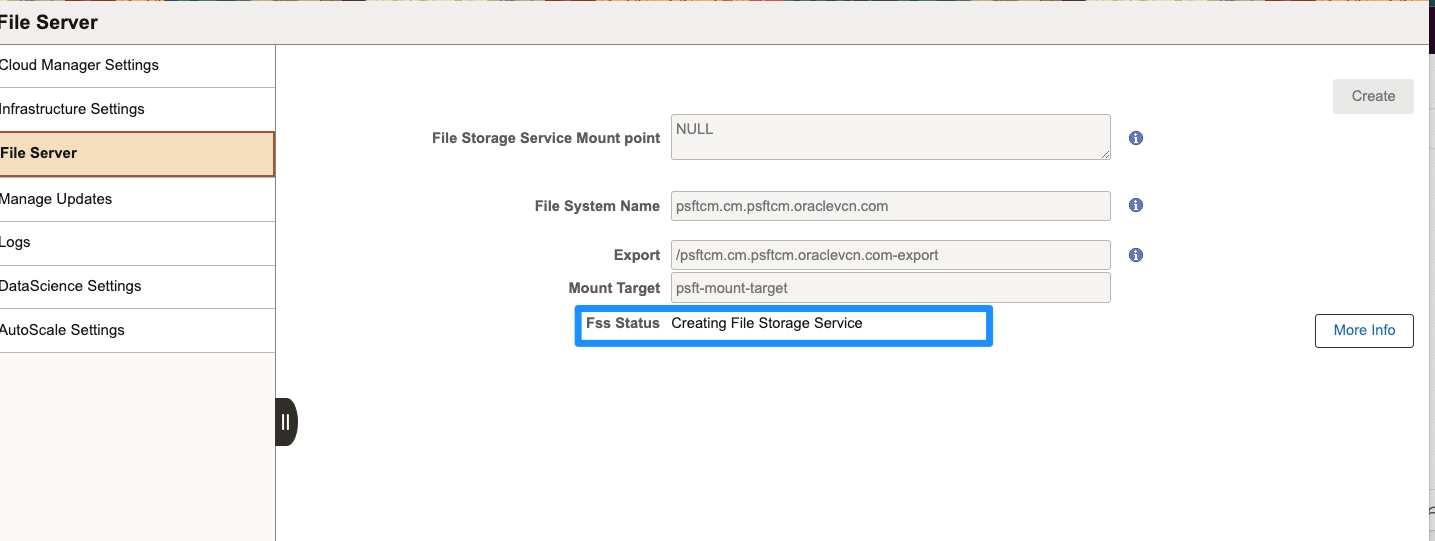 File Server
Cloud Manager Settings
Infrastructure Settings
File Server
Manage Updates
Logs
DataScience Settings
AutoScale Settings
Create
File Storage Service Mount point
NULL
File System Name
psftcm.cm.psftcm.oraclevcn.com
Export
/psftcm.cm.psftcm.oraclevcn.com-export
Mount Target
psft-mount-target
Fss Status
Creating File Storage Service
More Info